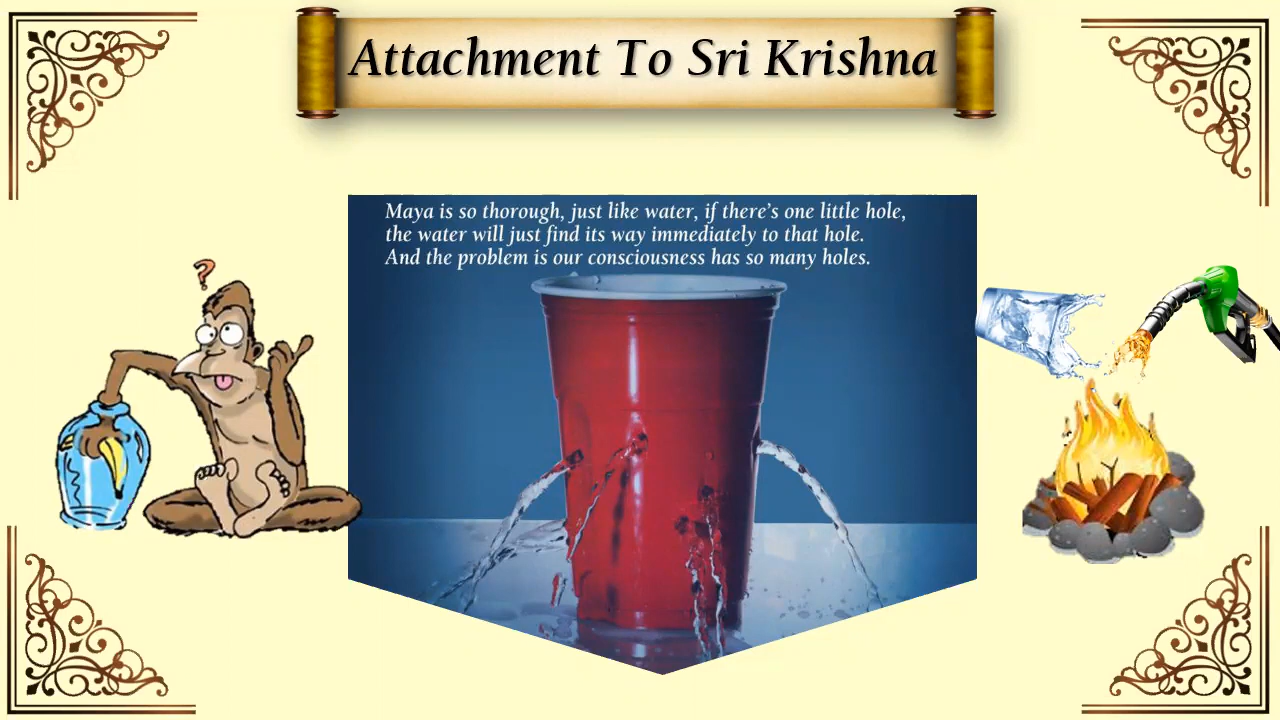 Attachment To Sri Krishna
Maya is so thorough, just like water, if there's one little hole,
the water will just find its way immediately to that hole.
And the problem is our consciousness has so many holes.
?